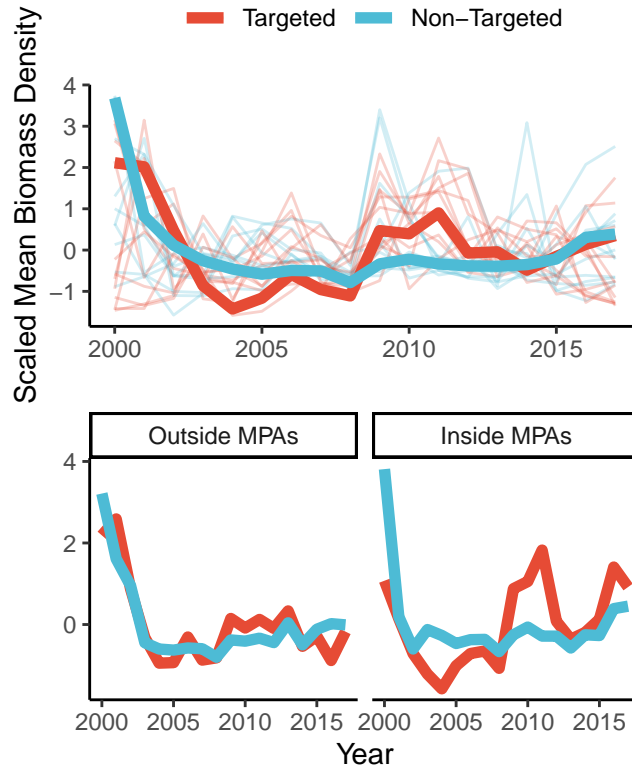 Targeted Non−Targeted
Scaled Mean Biomass Density
4
3
2
1
0
−1
2000 2005 2010 2015
Outside MPAs Inside MPAs
4
2
0
2000 2005 2010 2015 2000 2005 2010 2015
Year